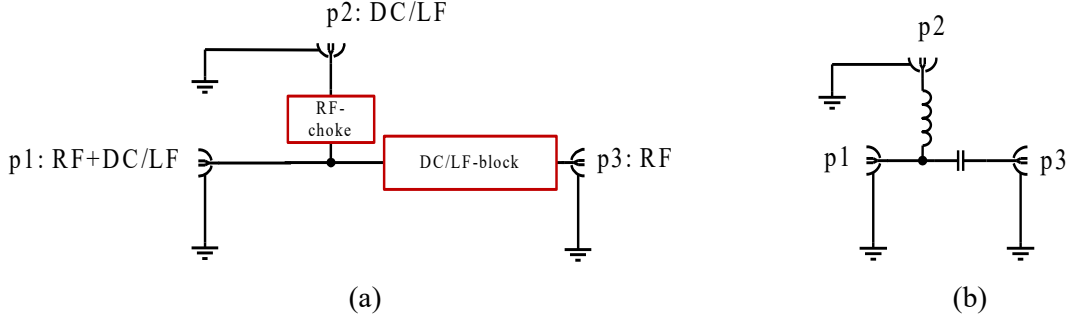 p2: DC/LF
p2
RF-
choke
p1: RF+DC/LF
DC/LF-block
p3: RF
p1
p3
(a)
(b)